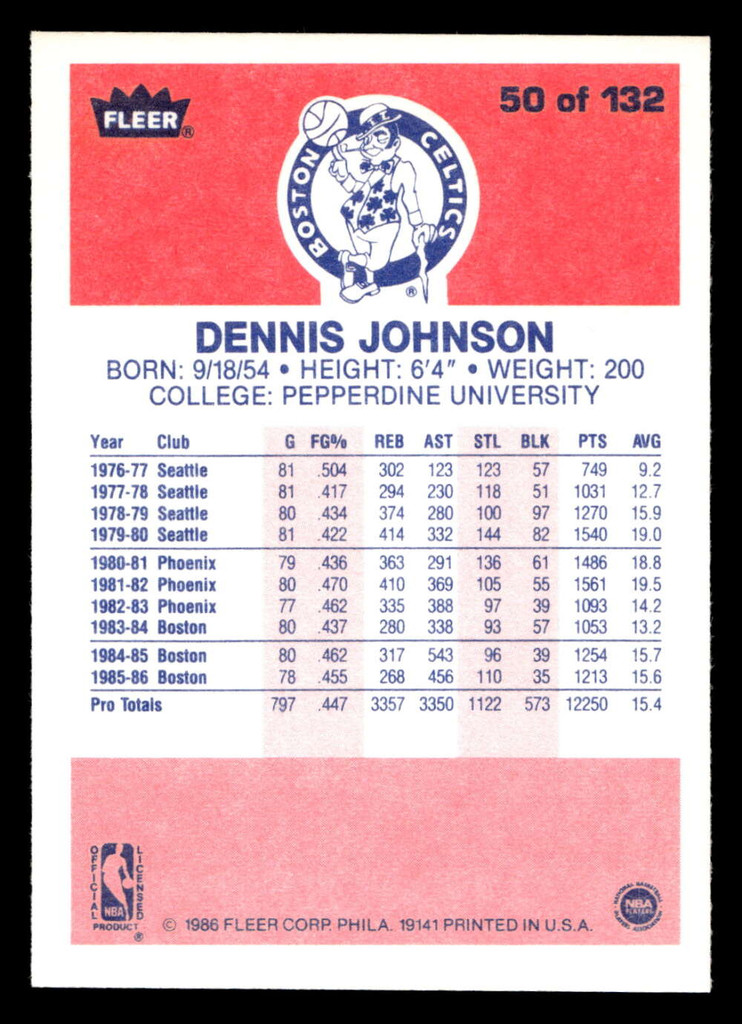 FLEER®
50 of 132
BOSTON CELTICS
®
DENNIS JOHNSON
BORN: 9/18/54 • HEIGHT: 6'4" • WEIGHT: 200
COLLEGE: PEPPERDINE UNIVERSITY
Year Club G FG% REB AST STL BLK PTS AVG
1976-77 Seattle 81 .504 302 123 123 57 749 9.2
1977-78 Seattle 81 .417 294 230 118 51 1031 12.7
1978-79 Seattle 80 .434 374 280 100 97 1270 15.9
1979-80 Seattle 81 .422 414 332 144 82 1540 19.0
1980-81 Phoenix 79 .436 363 291 136 61 1486 18.8
1981-82 Phoenix 80 .470 410 369 105 55 1561 19.5
1982-83 Phoenix 77 .462 335 388 97 39 1093 14.2
1983-84 Boston 80 .437 280 338 93 57 1053 13.2
1984-85 Boston 80 .462 317 543 96 39 1254 15.7
1985-86 Boston 78 .455 268 456 110 35 1213 15.6
Pro Totals 797 .447 3357 3350 1122 573 12250 15.4
OFFICIAL LICENSED
NBA
PRODUCT
®
© 1986 FLEER CORP. PHILA. 19141 PRINTED IN U.S.A.
NATIONAL BASKETBALL
NBA
PLAYERS
PLAYERS ASSOCIATION